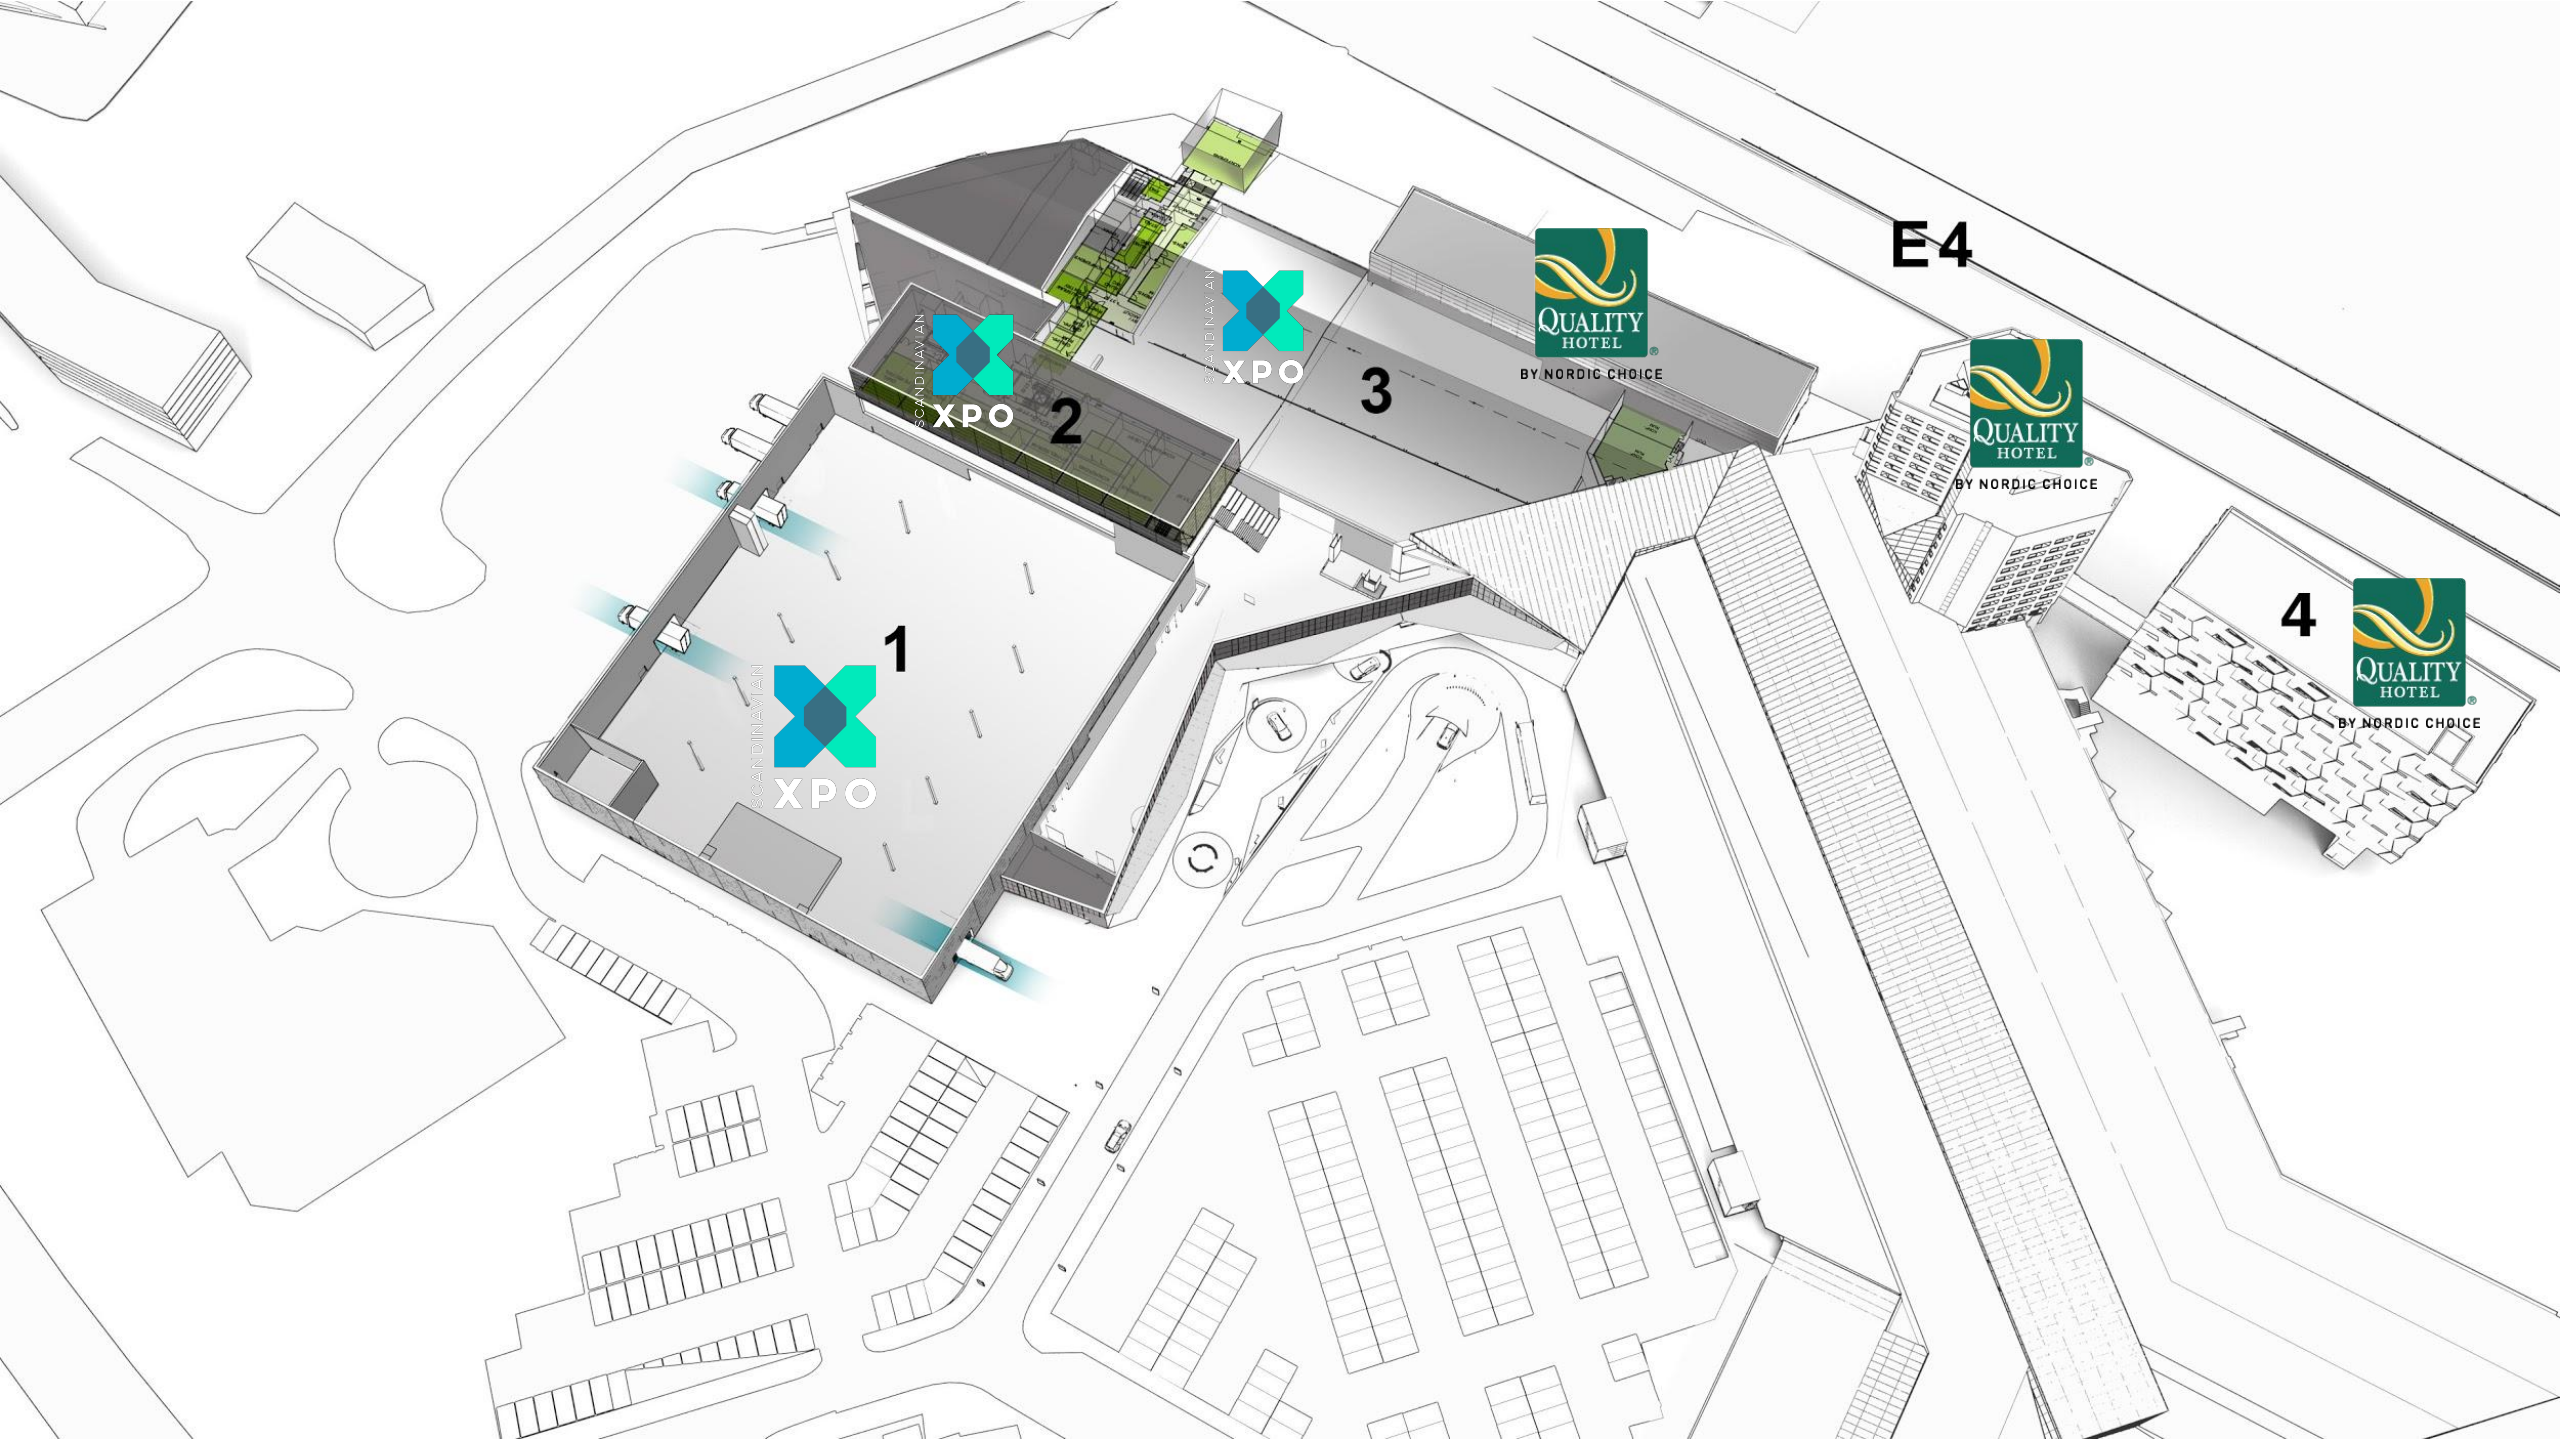 E4
QUALITY
HOTEL
®
BY NORDIC CHOICE
SCANDINAVIAN
XPO
SCANDINAVIAN
XPO
QUALITY
HOTEL
®
BY NORDIC CHOICE
3
2
QUALITY
HOTEL
®
BY NORDIC CHOICE
4
1
SCANDINAVIAN
XPO